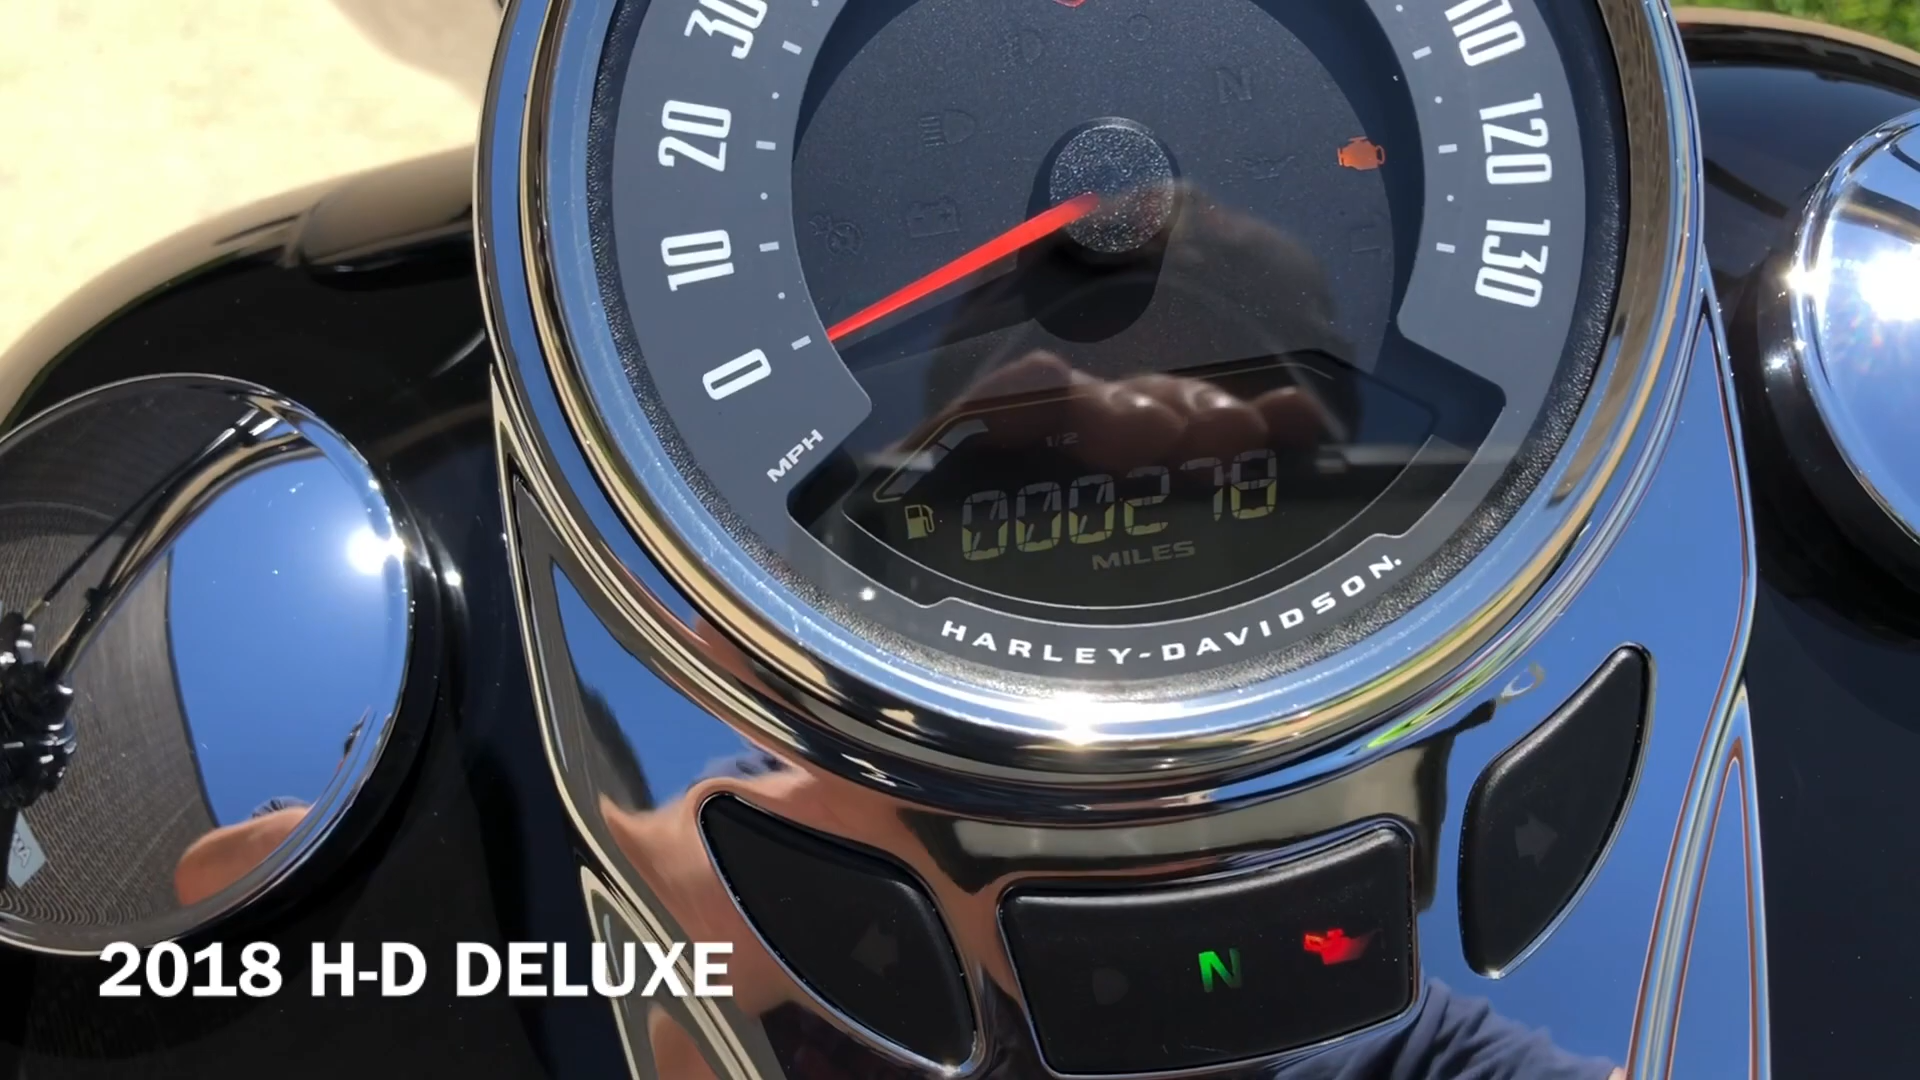 30
20
10
0
MPH
110
120
130
N
1/2
000278
MILES
HARLEY-DAVIDSON.
N
2018 H-D DELUXE